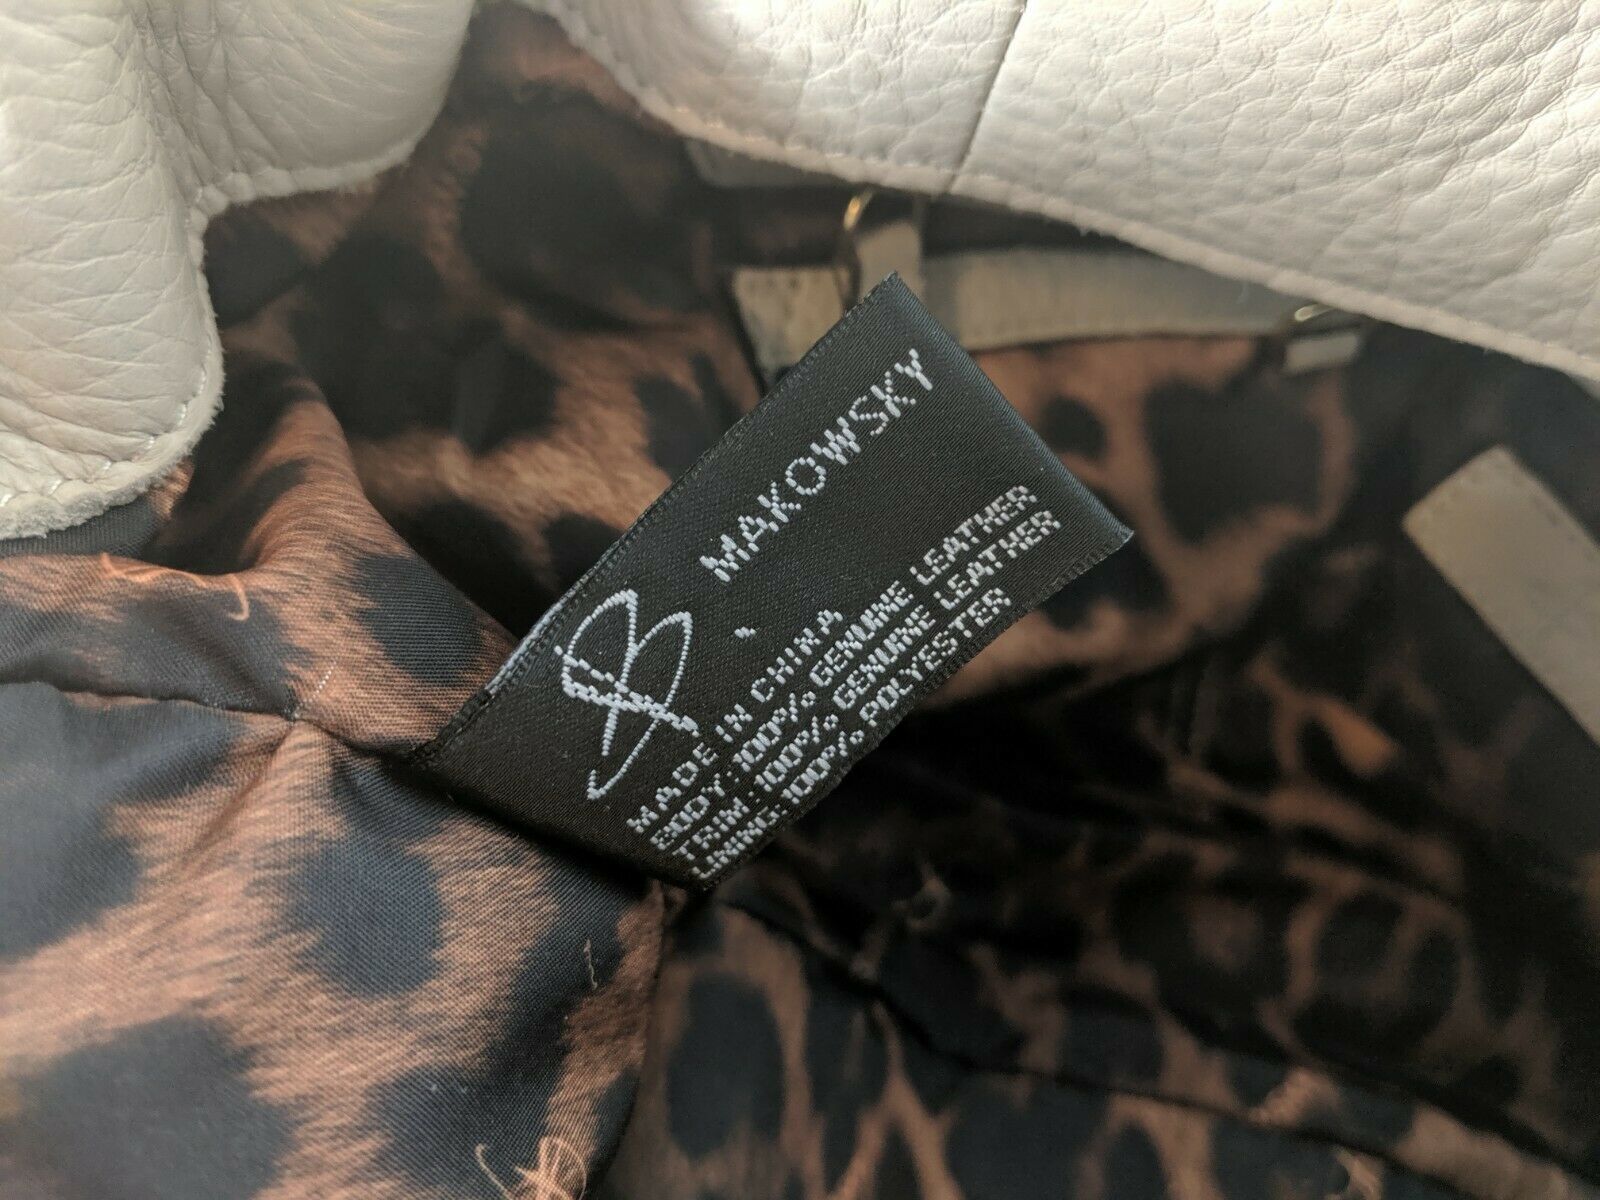 B MAKOWSKY
MADE IN CHINA
BODY:100% GENUINE LEATHER
TRIM:100% GENUINE LEATHER
LINING:100% POLYESTER